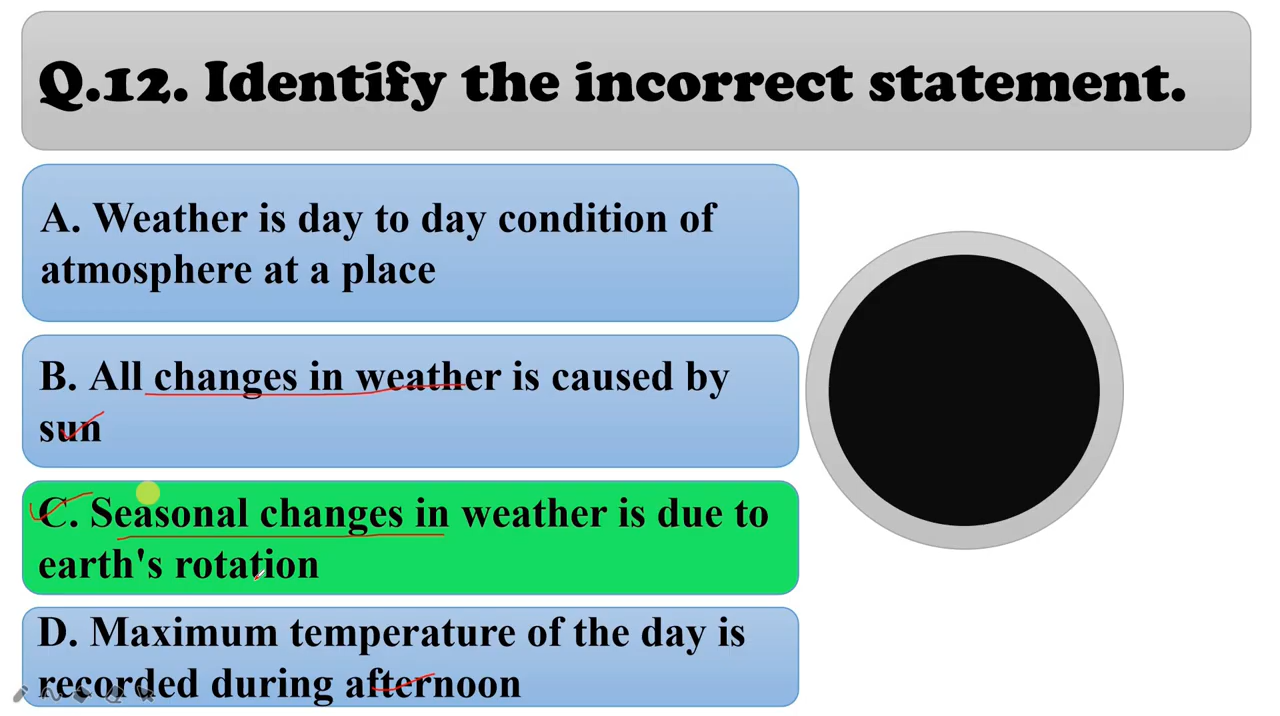 Q.12. Identify the incorrect statement.
A. Weather is day to day condition of
atmosphere at a place
B. All changes in weather is caused by
sun
C. Seasonal changes in weather is due to
earth's rotation
D. Maximum temperature of the day is
recorded during afternoon